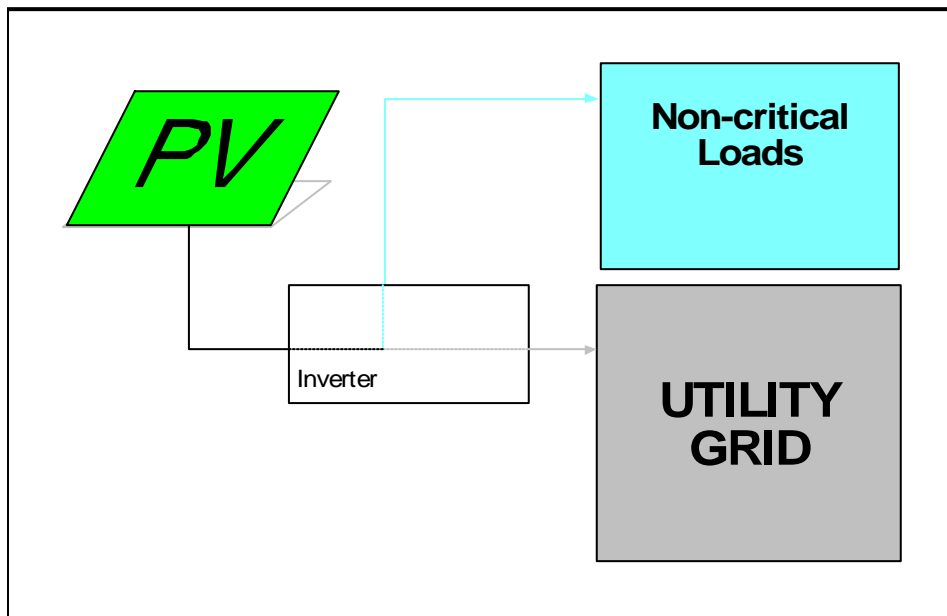 PV
Non-critical
Loads
Inverter
UTILITY
GRID